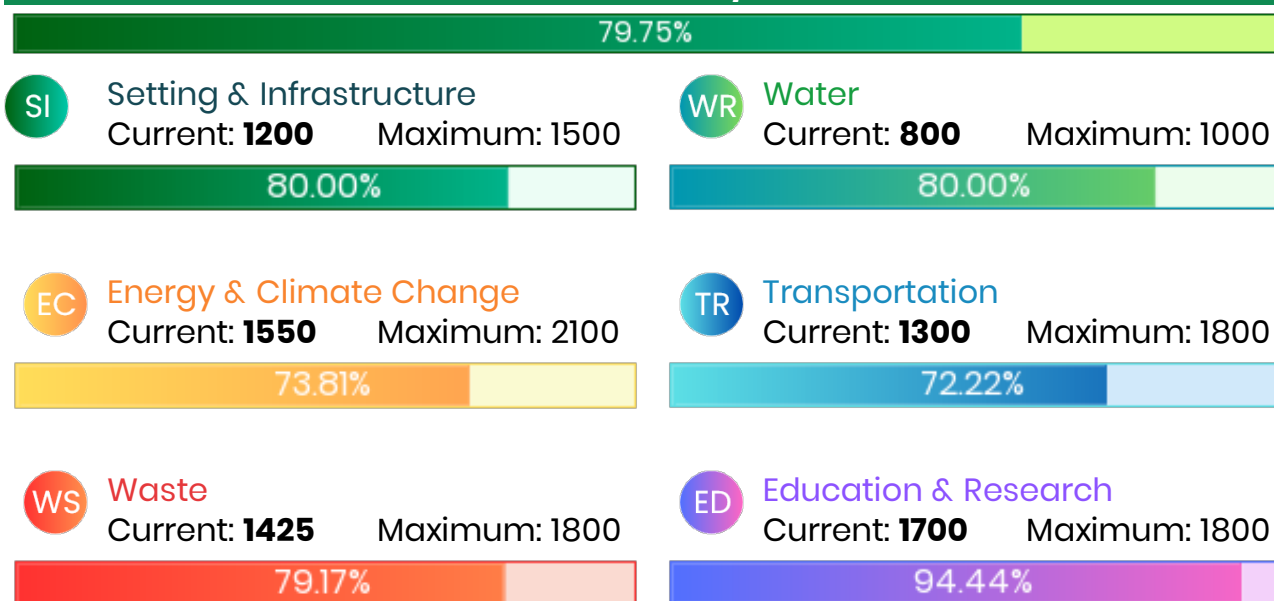 79.75%
SI Setting & Infrastructure
Current: 1200 Maximum: 1500
80.00%
WR Water
Current: 800 Maximum: 1000
80.00%
EC Energy & Climate Change
Current: 1550 Maximum: 2100
73.81%
TR Transportation
Current: 1300 Maximum: 1800
72.22%
WS Waste
Current: 1425 Maximum: 1800
79.17%
ED Education & Research
Current: 1700 Maximum: 1800
94.44%